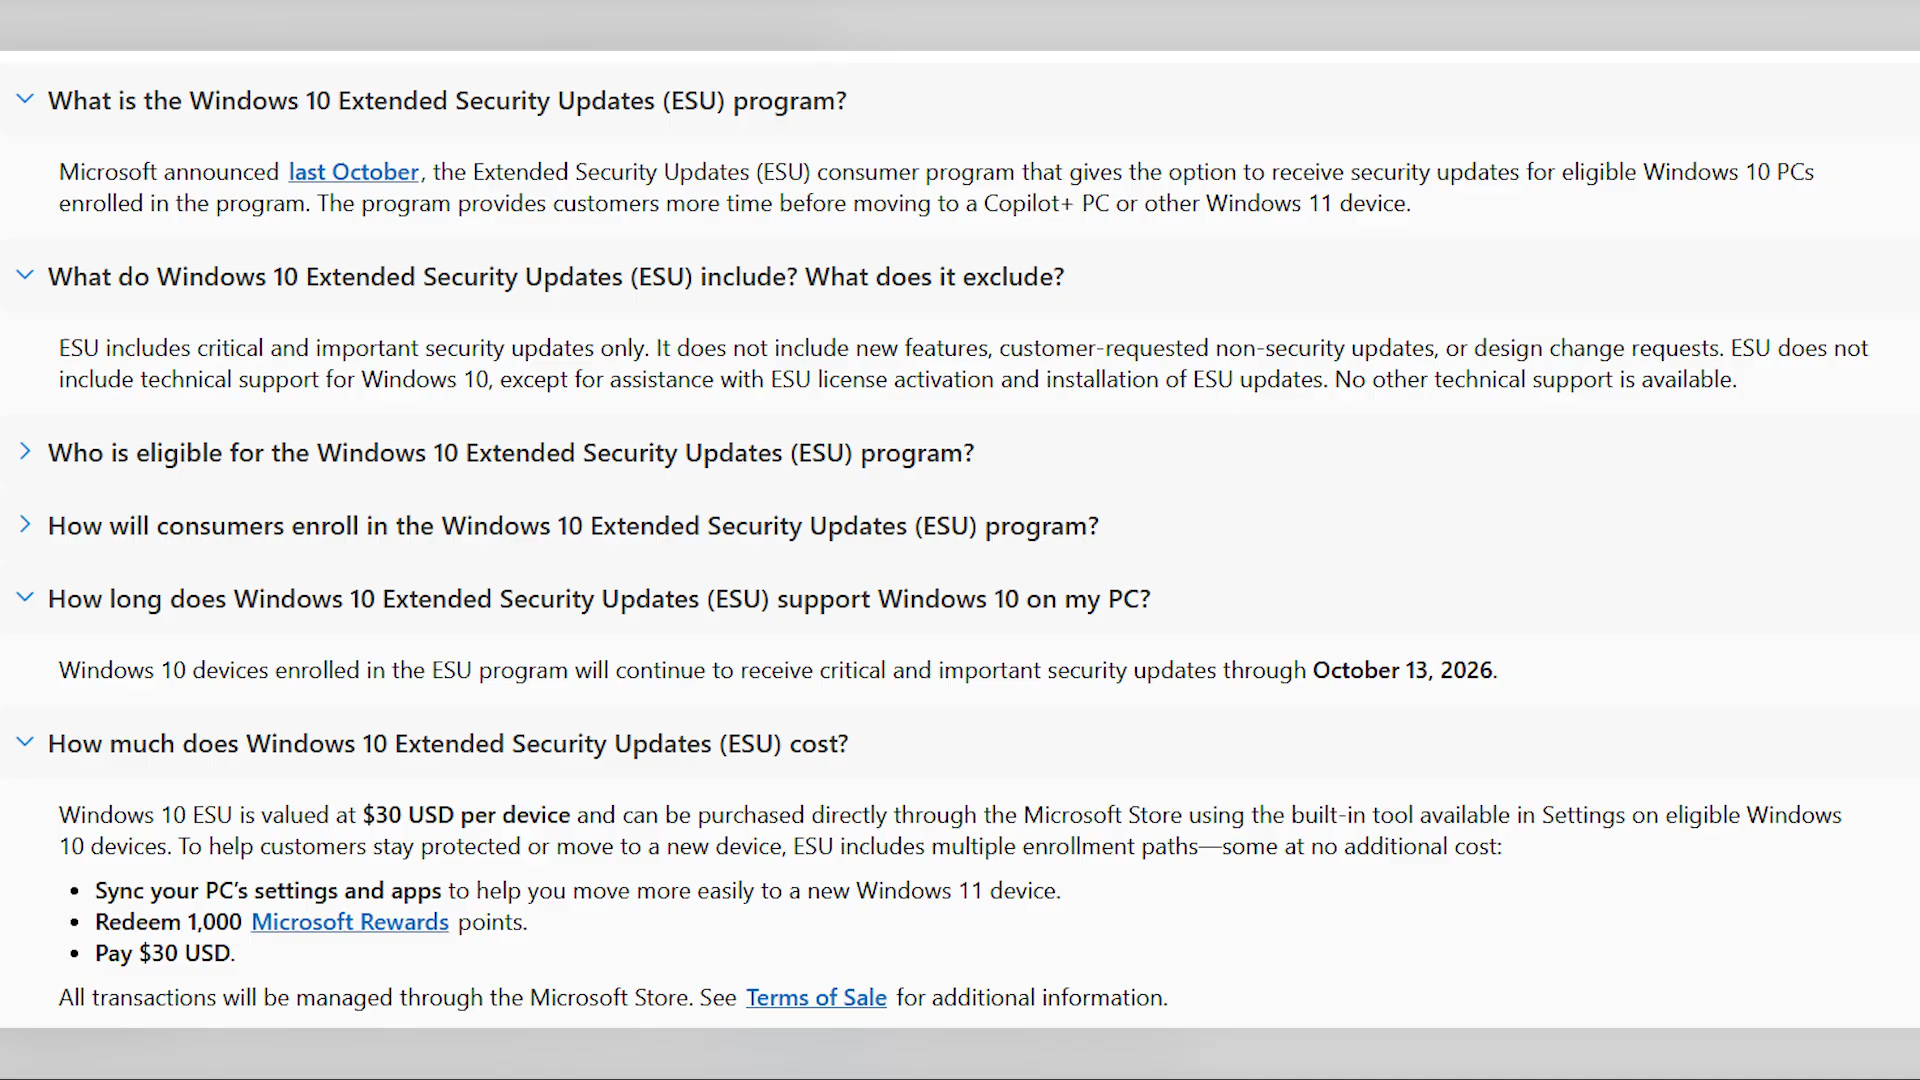 What is the Windows 10 Extended Security Updates (ESU) program?
Microsoft announced last October, the Extended Security Updates (ESU) consumer program that gives the option to receive security updates for eligible Windows 10 PCs
enrolled in the program. The program provides customers more time before moving to a Copilot+ PC or other Windows 11 device.
What do Windows 10 Extended Security Updates (ESU) include? What does it exclude?
ESU includes critical and important security updates only. It does not include new features, customer-requested non-security updates, or design change requests. ESU does not
include technical support for Windows 10, except for assistance with ESU license activation and installation of ESU updates. No other technical support is available.
Who is eligible for the Windows 10 Extended Security Updates (ESU) program?
How will consumers enroll in the Windows 10 Extended Security Updates (ESU) program?
How long does Windows 10 Extended Security Updates (ESU) support Windows 10 on my PC?
Windows 10 devices enrolled in the ESU program will continue to receive critical and important security updates through October 13, 2026.
How much does Windows 10 Extended Security Updates (ESU) cost?
Windows 10 ESU is valued at $30 USD per device and can be purchased directly through the Microsoft Store using the built-in tool available in Settings on eligible Windows
10 devices. To help customers stay protected or move to a new device, ESU includes multiple enrollment paths—some at no additional cost:
• Sync your PC’s settings and apps to help you move more easily to a new Windows 11 device.
• Redeem 1,000 Microsoft Rewards points.
• Pay $30 USD.
All transactions will be managed through the Microsoft Store. See Terms of Sale for additional information.